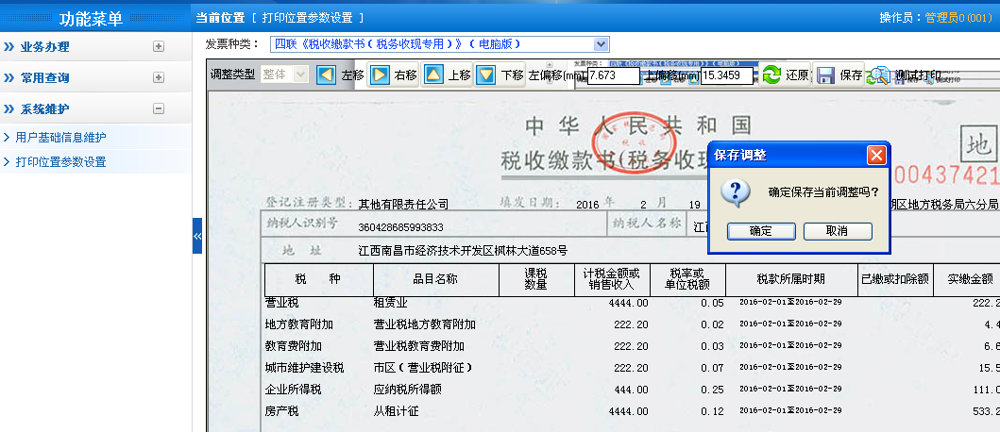 功能菜单
当前位置 [ 打印位置参数设置 ]
操作员：管理员0（001）
业务办理
常用查询
系统维护
用户基础信息维护
打印位置参数设置
发票种类： 四联《税收缴款书（税务收现专用）》（电脑版）
调整类型 整体 左移 右移 上移 下移 左偏移(mm) 7.673 上偏移(mm) 15.3459 还原 保存 测试打印
中华人民共和国
税收缴款书(税务收现
地
00437421
登记注册类型： 其他有限责任公司 填发日期： 2016 年 2 月 19
湖区地方税务局六分局
纳税人识别号 360428685993833 纳税人名称 江
地 址 江西南昌市经济技术开发区枫林大道658号
税 种 品目名称 课税数量 计税金额或销售收入 税率或单位税额 税款所属时期 已缴或扣除额 实缴金额
营业税 租赁业 4444.00 0.05 2016-02-01至2016-02-29 222.2
地方教育附加 营业税地方教育附加 222.20 0.02 2016-02-01至2016-02-29 4.4
教育费附加 营业税教育费附加 222.20 0.03 2016-02-01至2016-02-29 6.6
城市维护建设税 市区（营业税附征） 222.20 0.07 2016-02-01至2016-02-29 15.5
企业所得税 应纳税所得额 444.00 0.25 2016-02-01至2016-02-29 111.0
房产税 从租计征 4444.00 0.12 2016-02-01至2016-02-29 533.2
保存调整
确定保存当前调整吗?
确定 取消